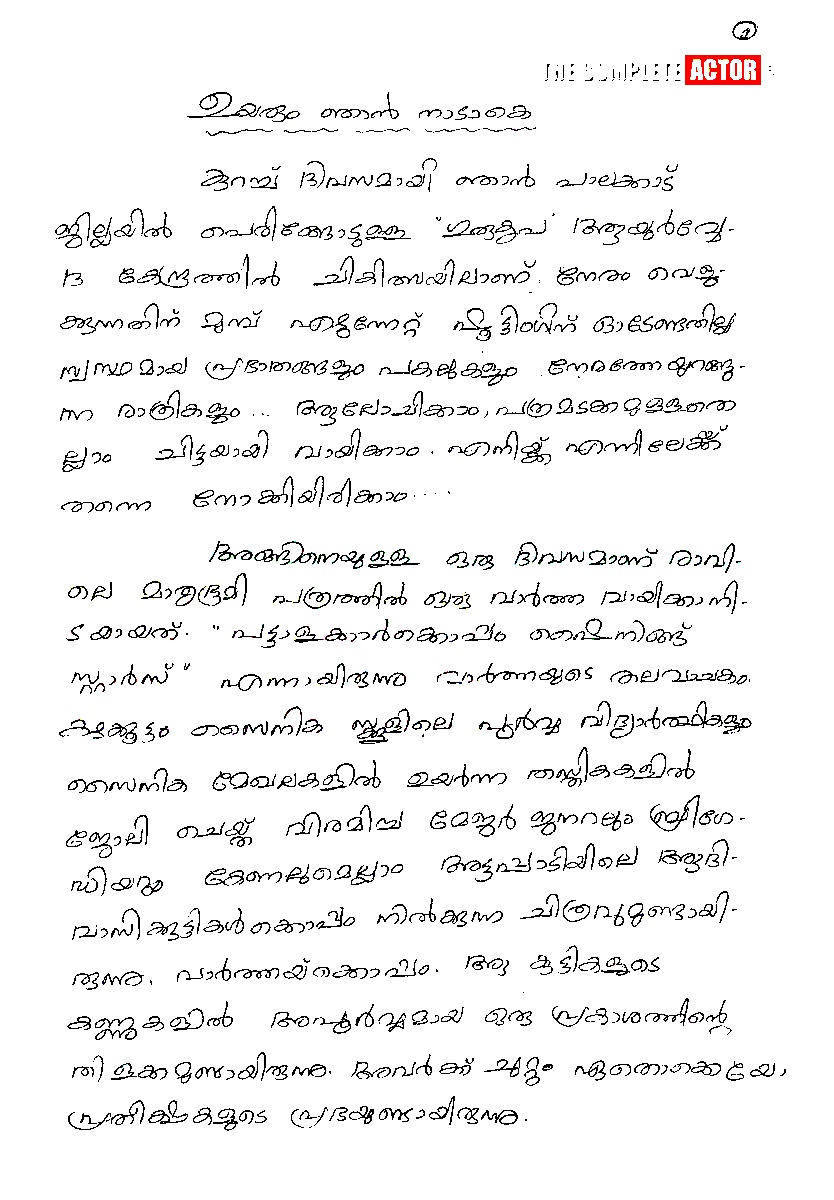 1
THE COMPLETE ACTOR
ഉയരും ഞാൻ നാടാകെ
കുറച്ച് ദിവസമായി ഞാൻ പാലക്കാട്
ജില്ലയിൽ പെരിങ്ങോട്ടുള്ള 'ഗുരുകൃപ' ആയുർവ്വേ-
ദ കേന്ദ്രത്തിൽ ചികിത്സയിലാണ്. നേരം വെളു-
ക്കുന്നതിന് മുമ്പ് എഴുന്നേറ്റ് ഷൂട്ടിംഗിന് ഓടേണ്ടതില്ല
സ്വസ്ഥമായ പ്രഭാതങ്ങളും പകലുകളും നേരത്തേയുറങ്ങു-
ന്ന രാത്രികളും... ആലോചിക്കാം, പത്രമടക്കമുള്ളതെ
ല്ലാം ചിട്ടയായി വായിക്കാം. എനിയ്ക്ക് എന്നിലേക്ക്
തന്നെ നോക്കിയിരിക്കാം....
അങ്ങിനെയുള്ള ഒരു ദിവസമാണ് രാവി-
ലെ മാതൃഭൂമി പത്രത്തിൽ ഒരു വാർത്ത വായിക്കാനി-
ടയായത്. "പട്ടാളക്കാർക്കൊപ്പം ഷൈനിങ്ങ്
സ്റ്റാർസ്" എന്നായിരുന്നു വാർത്തയുടെ തലവാചകം.
കഴക്കൂട്ടം സൈനിക സ്കൂളിലെ പൂർവ്വ വിദ്യാർത്ഥികളും
സൈനിക മേഖലകളിൽ ഉയർന്ന തസ്തികകളിൽ
ജോലി ചെയ്ത് വിരമിച്ച മേജർ ജനറലും ബ്രിഗേ-
ഡിയറും കേണലുമെല്ലാം അട്ടപ്പാടിയിലെ ആദി-
വാസി കുട്ടികൾക്കൊപ്പം നിൽക്കുന്ന ചിത്രവുമുണ്ടായി-
രുന്നു, വാർത്തയ്ക്കൊപ്പം. ആ കുട്ടികളുടെ
കണ്ണുകളിൽ അപൂർവ്വമായ ഒരു പ്രകാശത്തിന്റെ
തിളക്കമുണ്ടായിരുന്നു. അവർക്ക് ചുറ്റും ഏതൊക്കെയോ
പ്രതീക്ഷകളുടെ പ്രഭയുണ്ടായിരുന്നു.